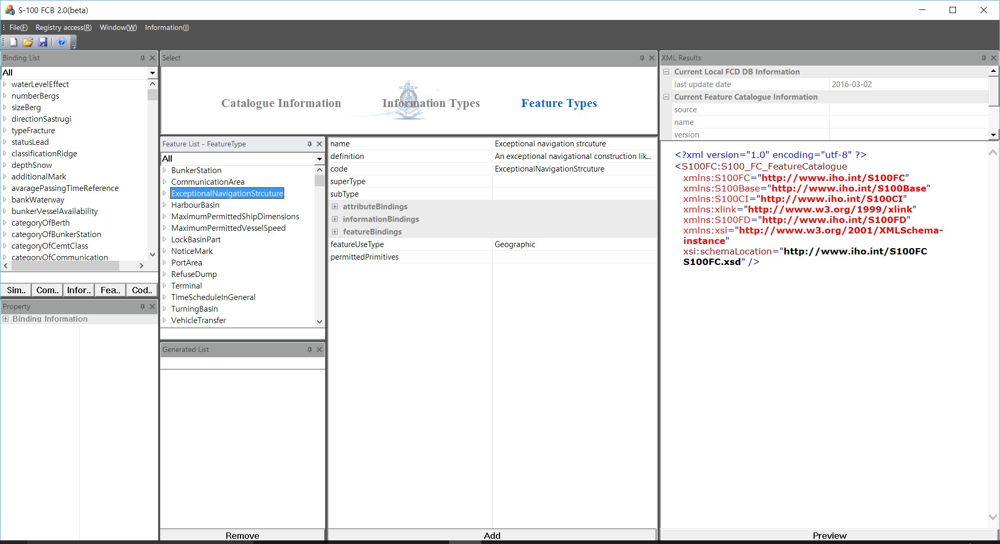 S-100 FCB 2.0(beta)
File(F) Registry access(R) Window(W) Information(I)
Binding List
All
waterLevelEffect
numberBergs
sizeBerg
directionSastrugi
typeFracture
statusLead
classificationRidge
depthSnow
additionalMark
avaragePassingTimeReference
bankWaterway
bunkerVesselAvailability
categoryOfBerth
categoryOfBunkerStation
categoryOfCemtClass
categoryOfCommunication
Sim.. Com.. Infor.. Fea.. Cod..
Property
Binding Information
Select
Catalogue Information Information Types Feature Types
Feature List - FeatureType
All
BunkerStation
CommunicationArea
ExceptionalNavigationStrcuture
HarbourBasin
MaximumPermittedShipDimensions
MaximumPermittedVesselSpeed
LockBasinPart
NoticeMark
PortArea
RefuseDump
Terminal
TimeScheduleInGeneral
TurningBasin
VehicleTransfer
Generated List
Remove
name Exceptional navigation strcuture
definition An exceptional navigational construction lik...
code ExceptionalNavigationStrcuture
superType
subType
attributeBindings
informationBindings
featureBindings
featureUseType Geographic
permittedPrimitives
Add
XML Results
Current Local FCD DB Information
last update date 2016-03-02
Current Feature Catalogue Information
source
name
version
<?xml version="1.0" encoding="utf-8" ?>
<S100FC:S100_FC_FeatureCatalogue
xmlns:S100FC="http://www.iho.int/S100FC"
xmlns:S100Base="http://www.iho.int/S100Base"
xmlns:S100CI="http://www.iho.int/S100CI"
xmlns:xlink="http://www.w3.org/1999/xlink"
xmlns:S100FD="http://www.iho.int/S100FD"
xmlns:xsi="http://www.w3.org/2001/XMLSchema-
instance"
xsi:schemaLocation="http://www.iho.int/S100FC
S100FC.xsd" />
Preview